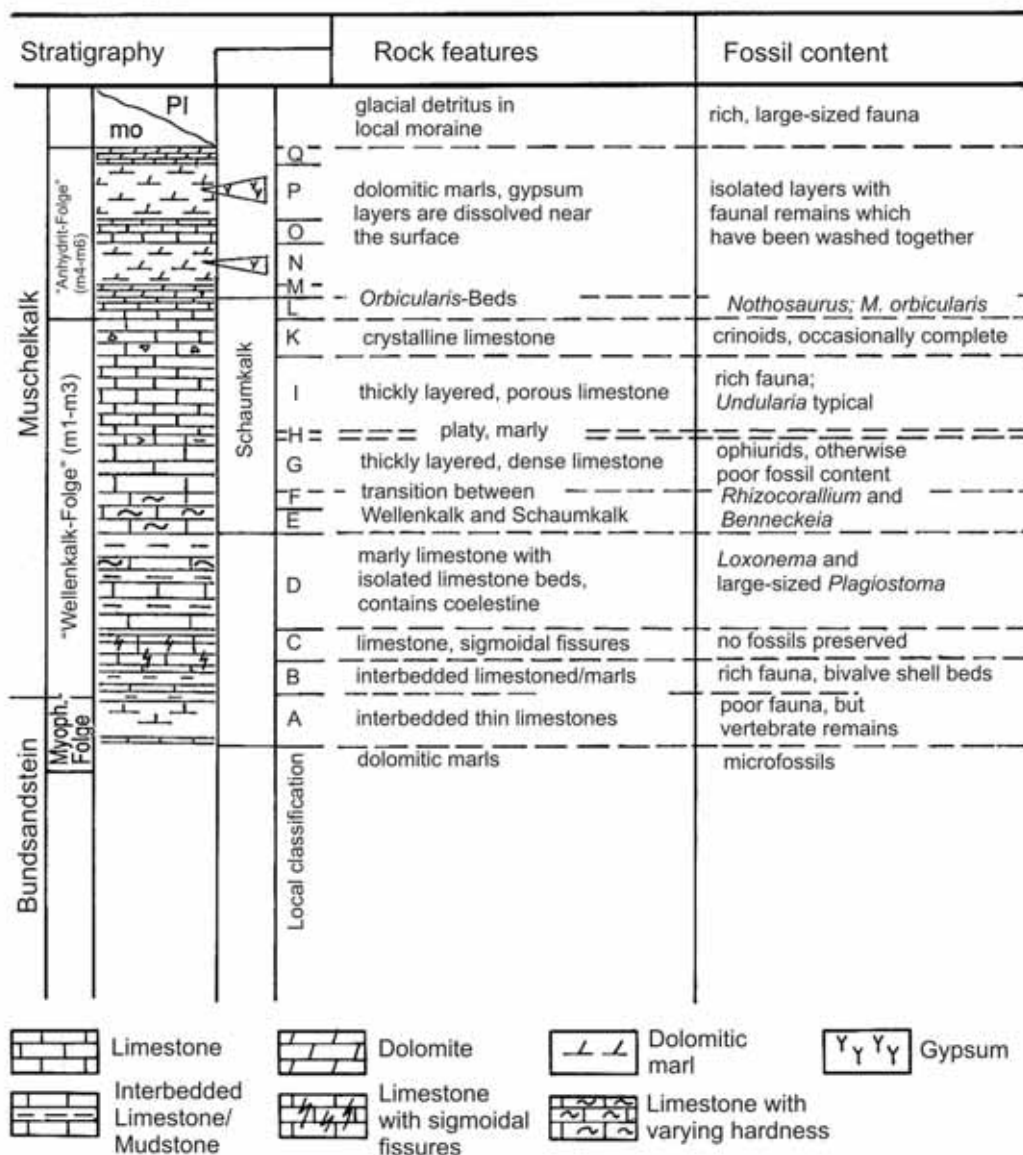 Stratigraphy
Rock features
Fossil content
Pl
mo
glacial detritus in
local moraine
rich, large-sized fauna
Muschelkalk
"Anhydrit-Folge"
(m4-m6)
Q
P
O
N
M
L
dolomitic marls, gypsum
layers are dissolved near
the surface
isolated layers with
faunal remains which
have been washed together
Orbicularis-Beds
Nothosaurus; M. orbicularis
"Wellenkalk-Folge" (m1-m3)
Schaumkalk
K
crystalline limestone
crinoids, occasionally complete
I
thickly layered, porous limestone
rich fauna;
Undularia typical
H
platy, marly
G
thickly layered, dense limestone
ophiurids, otherwise
poor fossil content
F
E
transition between
Wellenkalk and Schaumkalk
Rhizocorallium and
Benneckeia
D
marly limestone with
isolated limestone beds,
contains coelestine
Loxonema and
large-sized Plagiostoma
C
limestone, sigmoidal fissures
no fossils preserved
B
interbedded limestoned/marls
rich fauna, bivalve shell beds
Bundsandstein
Myoph.
Folge
A
interbedded thin limestones
poor fauna, but
vertebrate remains
Local classification
dolomitic marls
microfossils
Limestone
Dolomite
Dolomitic
marl
Gypsum
Interbedded
Limestone/
Mudstone
Limestone
with sigmoidal
fissures
Limestone with
varying hardness